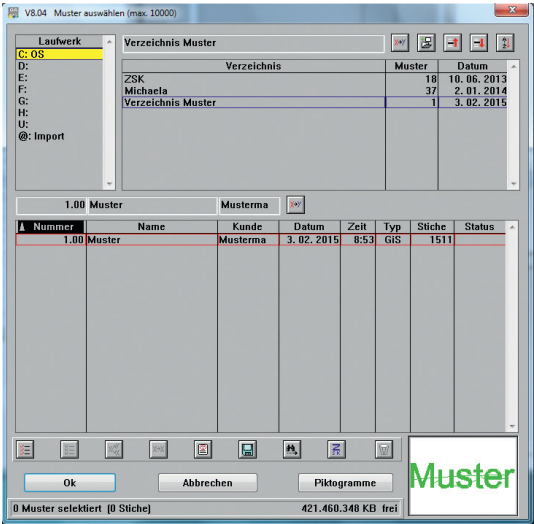 V8.04 Muster auswählen (max. 10000)
Laufwerk
C: OS
D:
E:
F:
G:
H:
U:
@: Import
Verzeichnis Muster
Verzeichnis Muster Datum
ZSK 18 10. 06. 2013
Michaela 37 2. 01. 2014
Verzeichnis Muster 1 3. 02. 2015
1.00 Muster Musterma
Nummer Name Kunde Datum Zeit Typ Stiche Status
1.00 Muster Musterma 3. 02. 2015 8:53 GiS 1511
Muster
Ok Abbrechen Piktogramme
0 Muster selektiert (0 Stiche) 421.460.348 KB frei